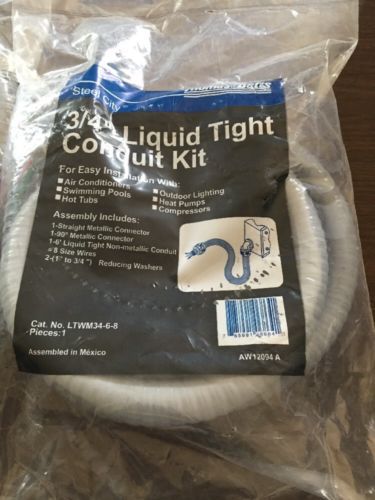 Steel City
Thomas&Betts
3/4" Liquid Tight
Conduit Kit
For Easy Installation With:
Air Conditioners
Swimming Pools
Hot Tubs
Outdoor Lighting
Heat Pumps
Compressors
Assembly Includes:
1-Straight Metallic Connector
1-90° Metallic Connector
1-6' Liquid Tight Non-metallic Conduit
#8 Size Wires
2-(1" to 3/4") Reducing Washers
Cat. No. LTWM34-6-8
Pieces:1
Assembled in México
AW12094 A